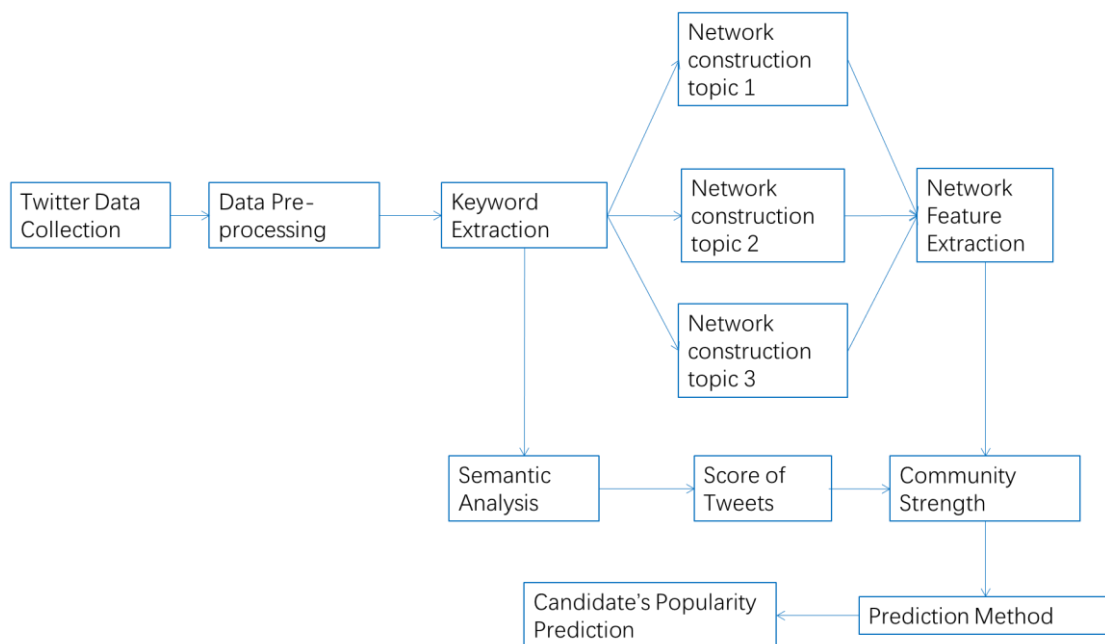 Network
construction
topic 1
Twitter Data
Collection
Data Pre-
processing
Keyword
Extraction
Network
construction
topic 2
Network
Feature
Extraction
Network
construction
topic 3
Semantic
Analysis
Score of
Tweets
Community
Strength
Candidate's Popularity
Prediction
Prediction Method